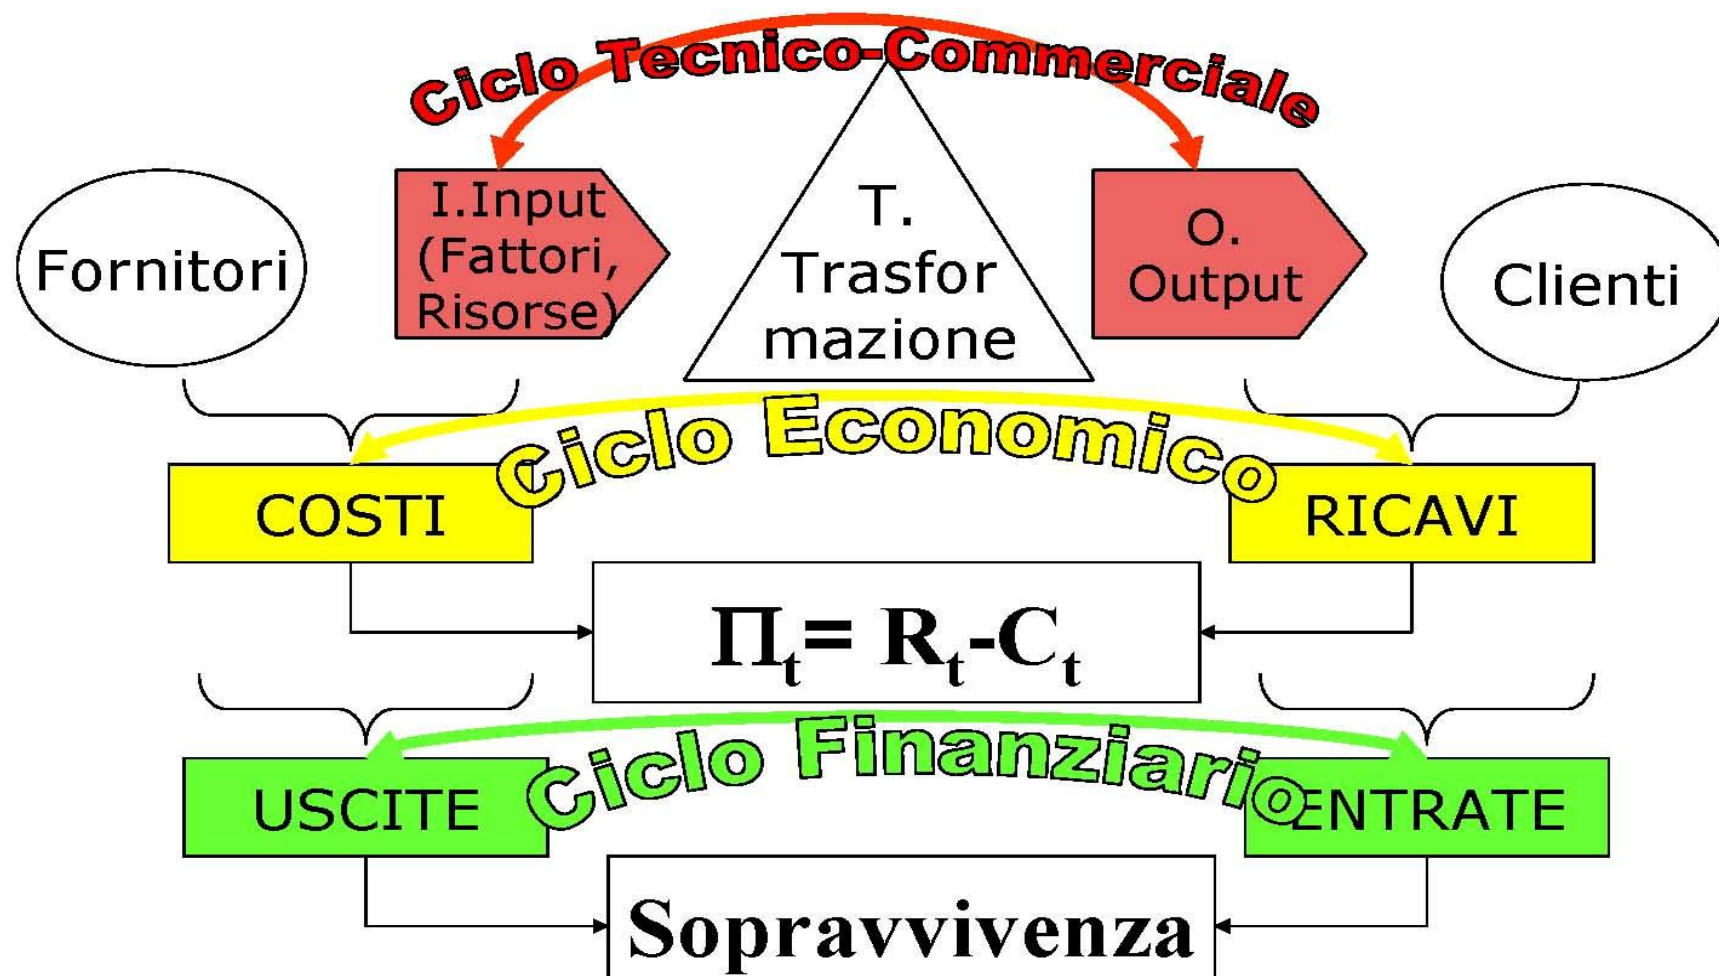 Ciclo Tecnico-Commerciale
Fornitori
I.Input
(Fattori,
Risorse)
T.
Trasfor
mazione
O.
Output
Clienti
Ciclo Economico
COSTI
RICAVI
Πt= Rt-Ct
Ciclo Finanziario
USCITE
ENTRATE
Sopravvivenza